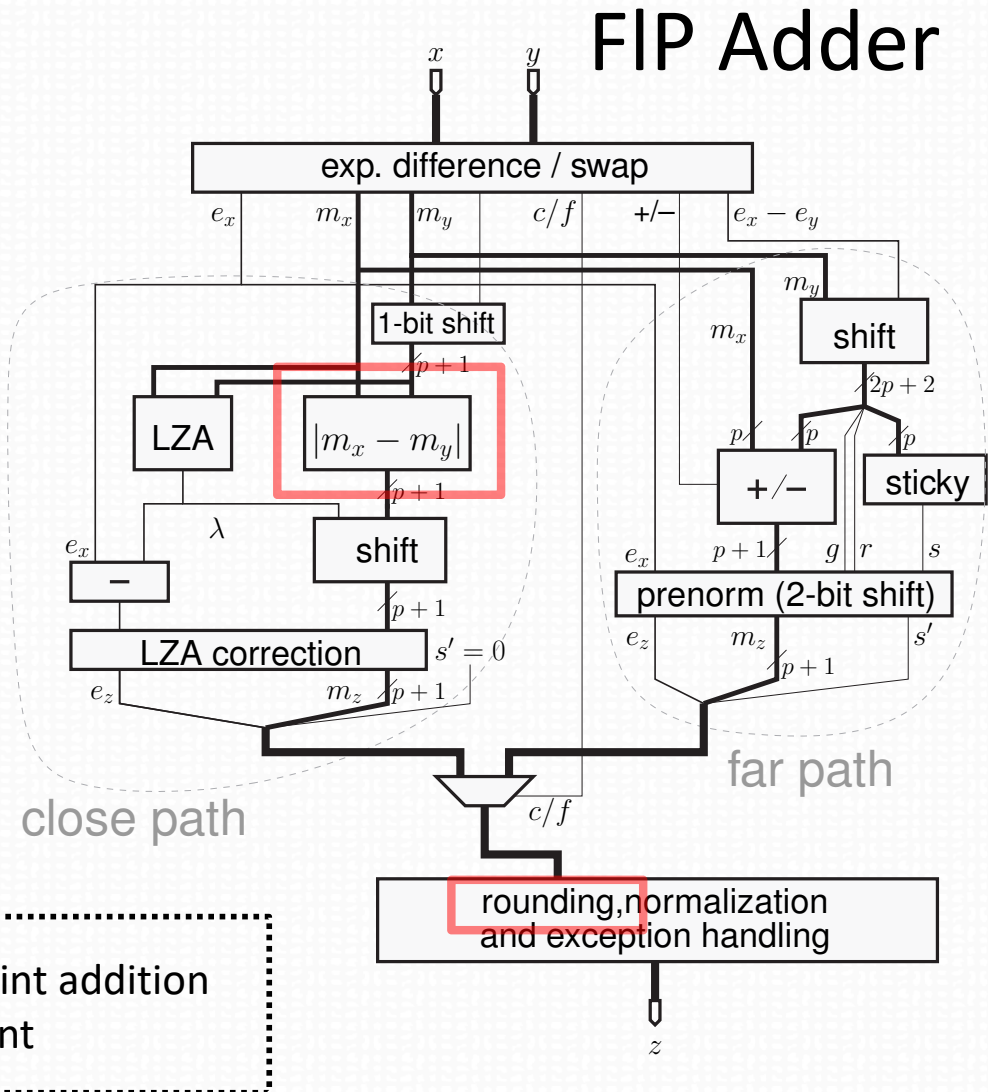 FlP Adder
x y
exp. difference / swap
e_x m_x m_y c/f +/− e_x − e_y
1-bit shift
p + 1
m_y
m_x
shift
2p + 2
LZA
|m_x − m_y|
p p p
+/−
sticky
p + 1
λ
shift
e_x
−
p + 1
e_x p + 1 g r s
prenorm (2-bit shift)
LZA correction
s′ = 0
e_z m_z p + 1
e_z m_z s′
p + 1
close path
far path
c/f
rounding,normalization
and exception handling
int addition
nt
z